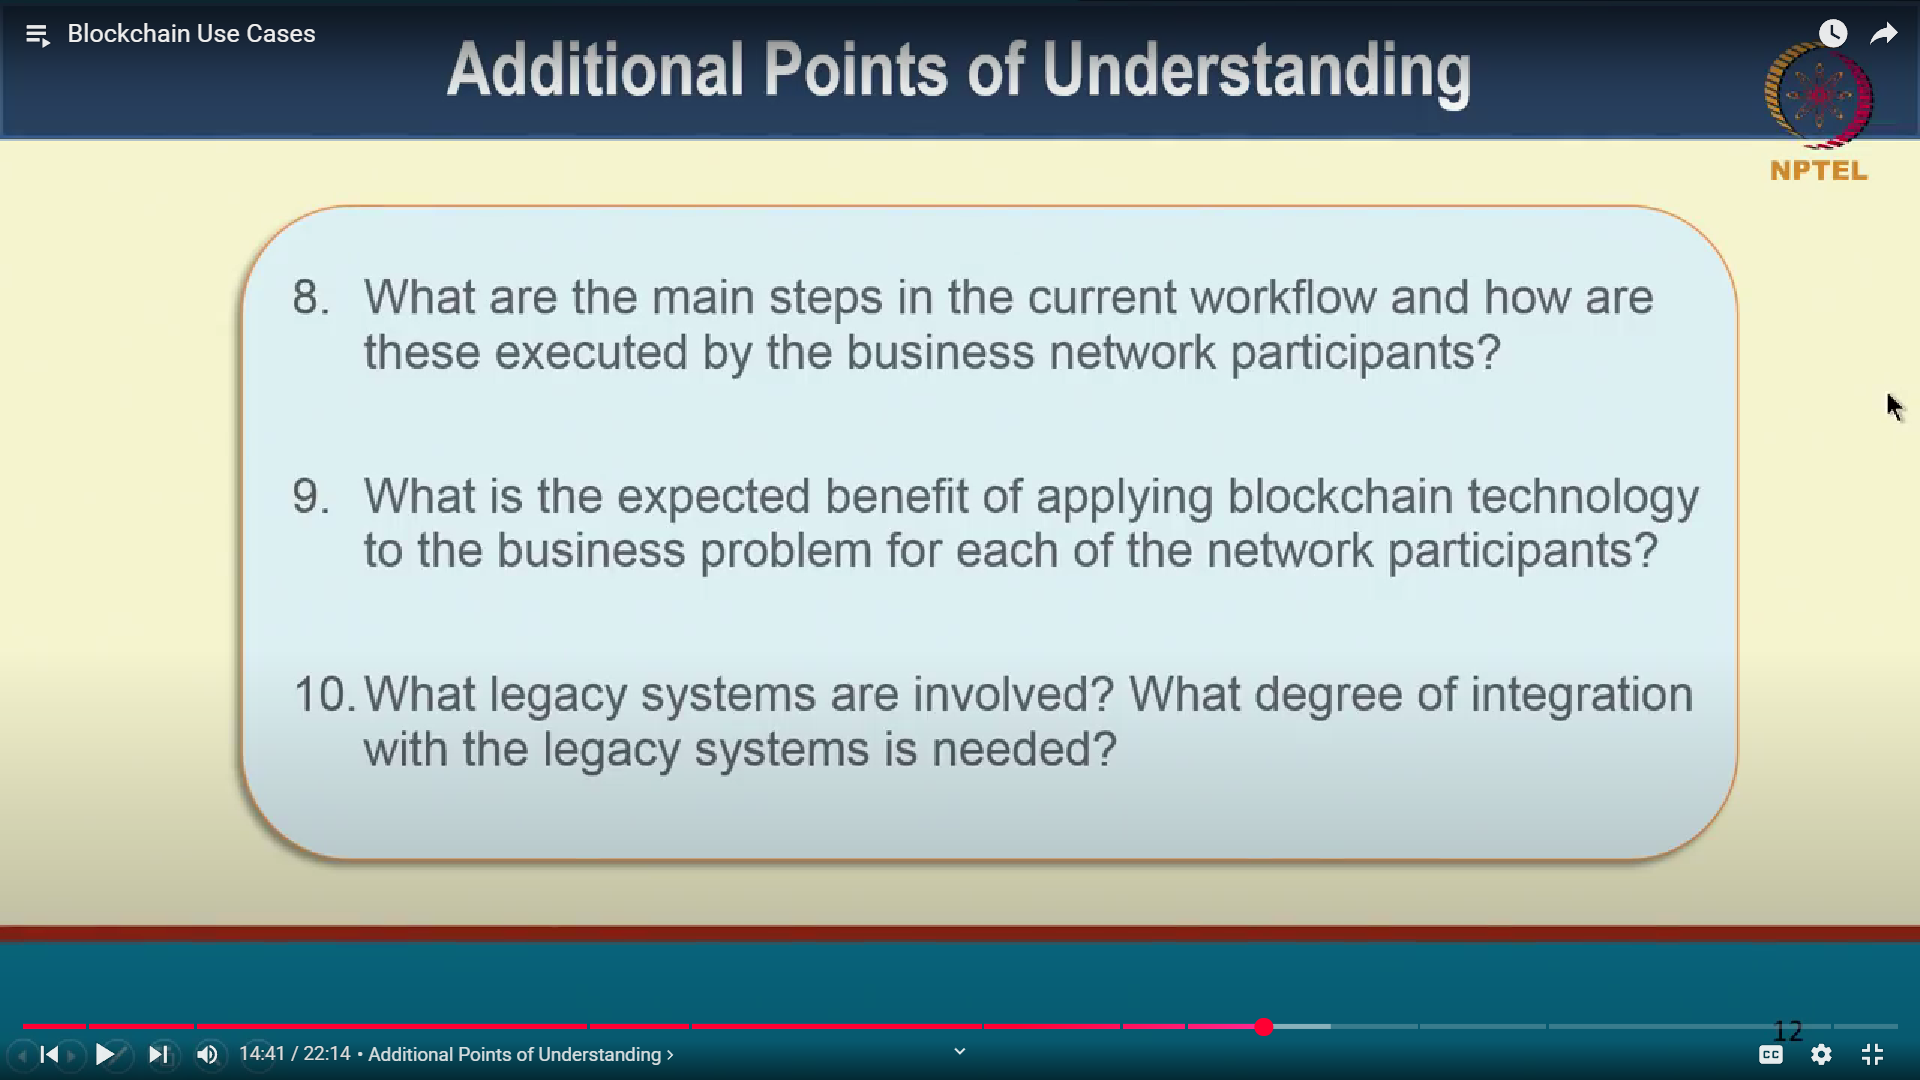 Blockchain Use Cases
Additional Points of Understanding
NPTEL
8. What are the main steps in the current workflow and how are
these executed by the business network participants?
9. What is the expected benefit of applying blockchain technology
to the business problem for each of the network participants?
10. What legacy systems are involved? What degree of integration
with the legacy systems is needed?
12
14:41 / 22:14 • Additional Points of Understanding >
CC